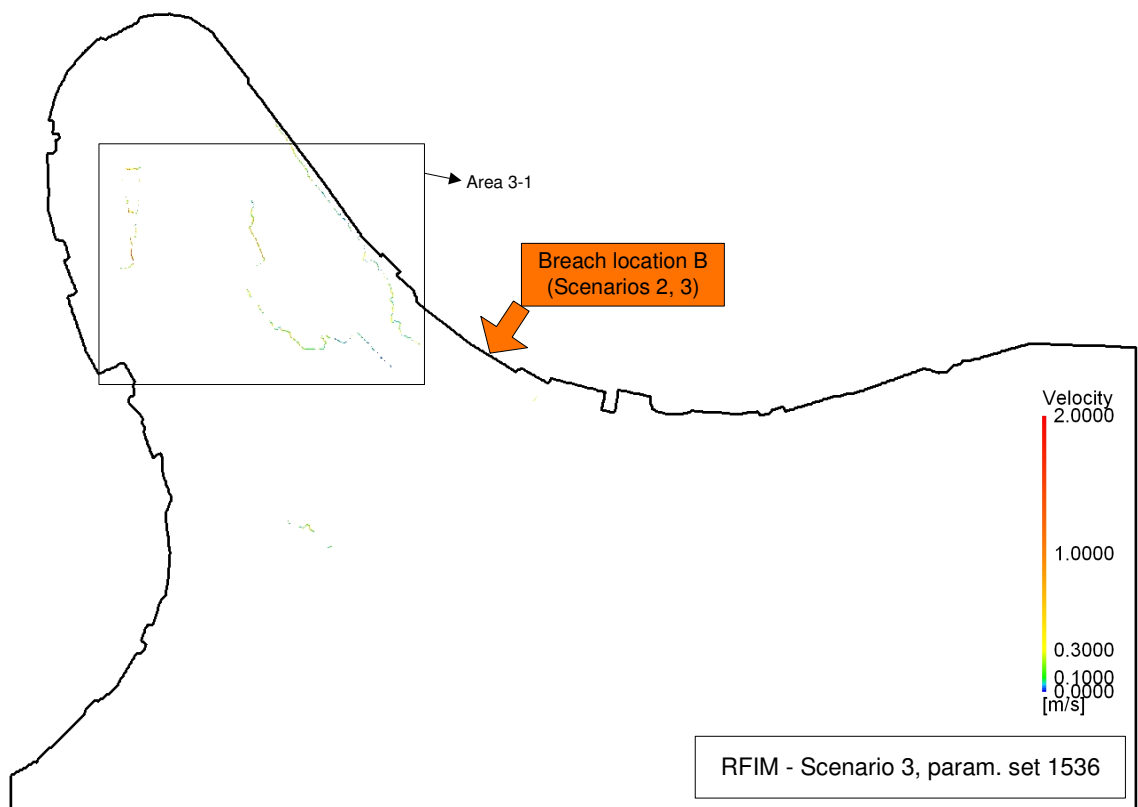 Area 3-1
Breach location B
(Scenarios 2, 3)
Velocity
2.0000
1.0000
0.3000
0.1000
0.0000
[m/s]
RFIM - Scenario 3, param. set 1536